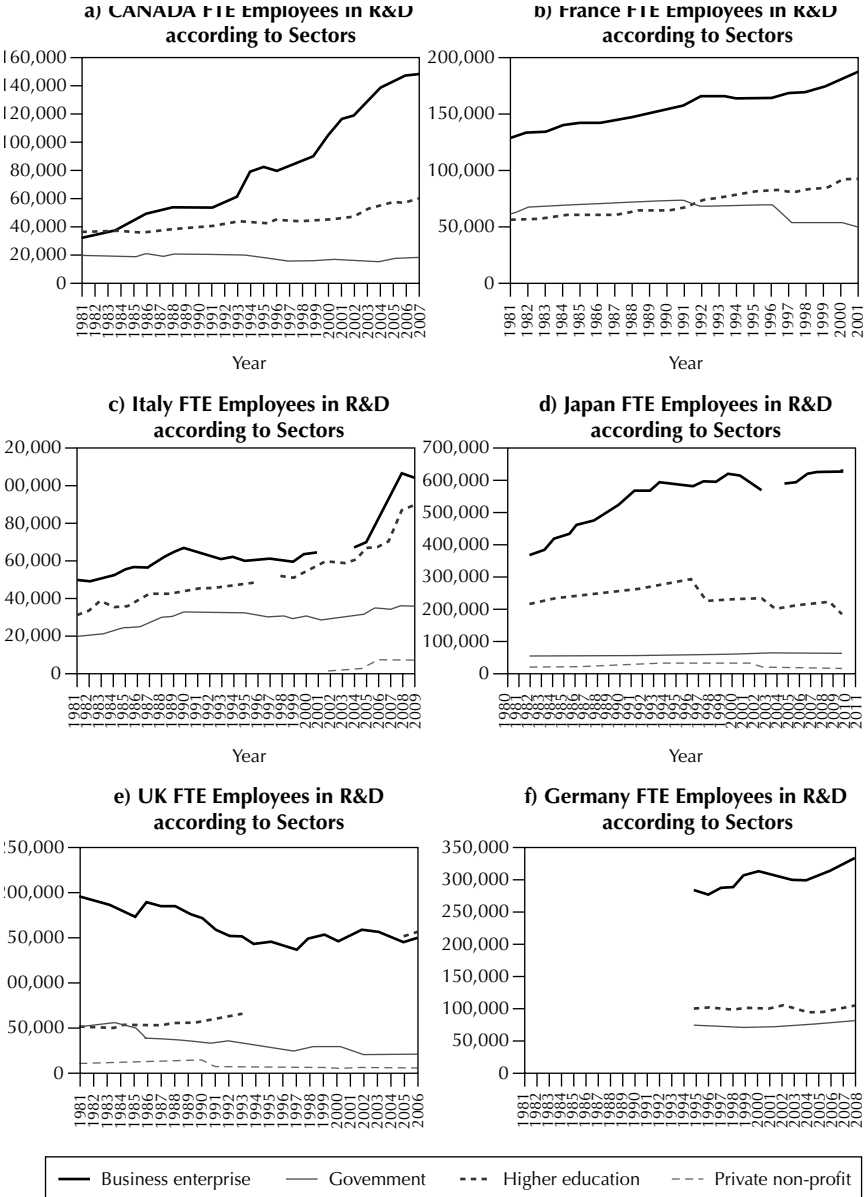 a) CANADA FTE Employees in R&D
according to Sectors
160,000
140,000
120,000
100,000
80,000
60,000
40,000
20,000
0
1981 1982 1983 1984 1985 1986 1987 1988 1989 1990 1991 1992 1993 1994 1995 1996 1997 1998 1999 2000 2001 2002 2003 2004 2005 2006 2007
Year
b) France FTE Employees in R&D
according to Sectors
200,000
150,000
100,000
50,000
0
1981 1982 1983 1984 1985 1986 1987 1988 1989 1990 1991 1992 1993 1994 1995 1996 1997 1998 1999 2000 2001
Year
c) Italy FTE Employees in R&D
according to Sectors
20,000
00,000
80,000
60,000
40,000
20,000
0
1981 1982 1983 1984 1985 1986 1987 1988 1989 1990 1991 1992 1993 1994 1995 1996 1997 1998 1999 2000 2001 2002 2003 2004 2005 2006 2007 2008 2009
Year
d) Japan FTE Employees in R&D
according to Sectors
700,000
600,000
500,000
400,000
300,000
200,000
100,000
0
1980 1981 1982 1983 1984 1985 1986 1987 1988 1989 1990 1991 1992 1993 1994 1995 1996 1997 1998 1999 2000 2001 2002 2003 2004 2005 2006 2007 2008 2009 2010 2011
Year
e) UK FTE Employees in R&D
according to Sectors
250,000
200,000
50,000
00,000
50,000
0
1981 1982 1983 1984 1985 1986 1987 1988 1989 1990 1991 1992 1993 1994 1995 1996 1997 1998 1999 2000 2001 2002 2003 2004 2005 2006
f) Germany FTE Employees in R&D
according to Sectors
350,000
300,000
250,000
200,000
150,000
100,000
50,000
0
1981 1982 1983 1984 1985 1986 1987 1988 1989 1990 1991 1992 1993 1994 1995 1996 1997 1998 1999 2000 2001 2002 2003 2004 2005 2006 2007 2008
Business enterprise Govenment Higher education Private non-profit